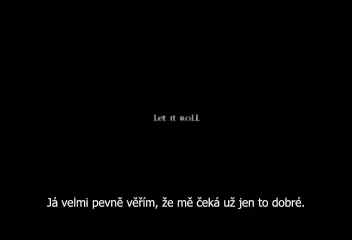 Let it RoLL
Já velmi pevně věřím, že mě čeká už jen to dobré.